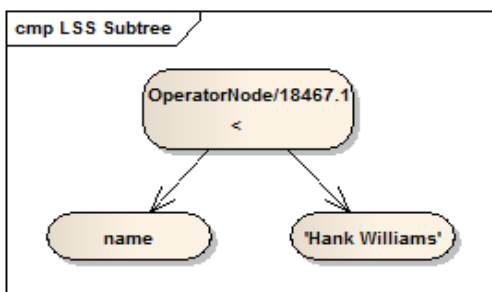 cmp LSS Subtree
OperatorNode/18467.1
<
name
'Hank Williams'